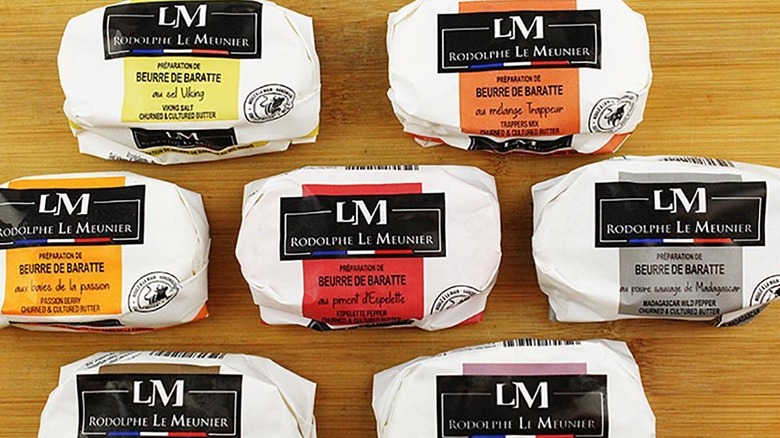 LM
RODOLPHE LE MEUNIER
PRÉPARATION DE
BEURRE DE BARATTE
au sel Viking
VIKING SALT
CHURNED & CULTURED BUTTER
LM
RODOLPHE LE MEUNIER
PRÉPARATION DE
BEURRE DE BARATTE
au mélange Trappeur
TRAPPERS MIX
CHURNED & CULTURED BUTTER
LM
RODOLPHE LE MEUNIER
PRÉPARATION DE
BEURRE DE BARATTE
aux baies de la passion
PASSION BERRY
CHURNED & CULTURED BUTTER
LM
RODOLPHE LE MEUNIER
PRÉPARATION DE
BEURRE DE BARATTE
au piment d'Espelette
ESPELETTE PEPPER
CHURNED & CULTURED BUTTER
LM
RODOLPHE LE MEUNIER
PRÉPARATION DE
BEURRE DE BARATTE
au poivre sauvage de Madagascar
MADAGASCAR WILD PEPPER
CHURNED & CULTURED BUTTER
LM
RODOLPHE LE MEUNIER
LM
RODOLPHE LE MEUNIER